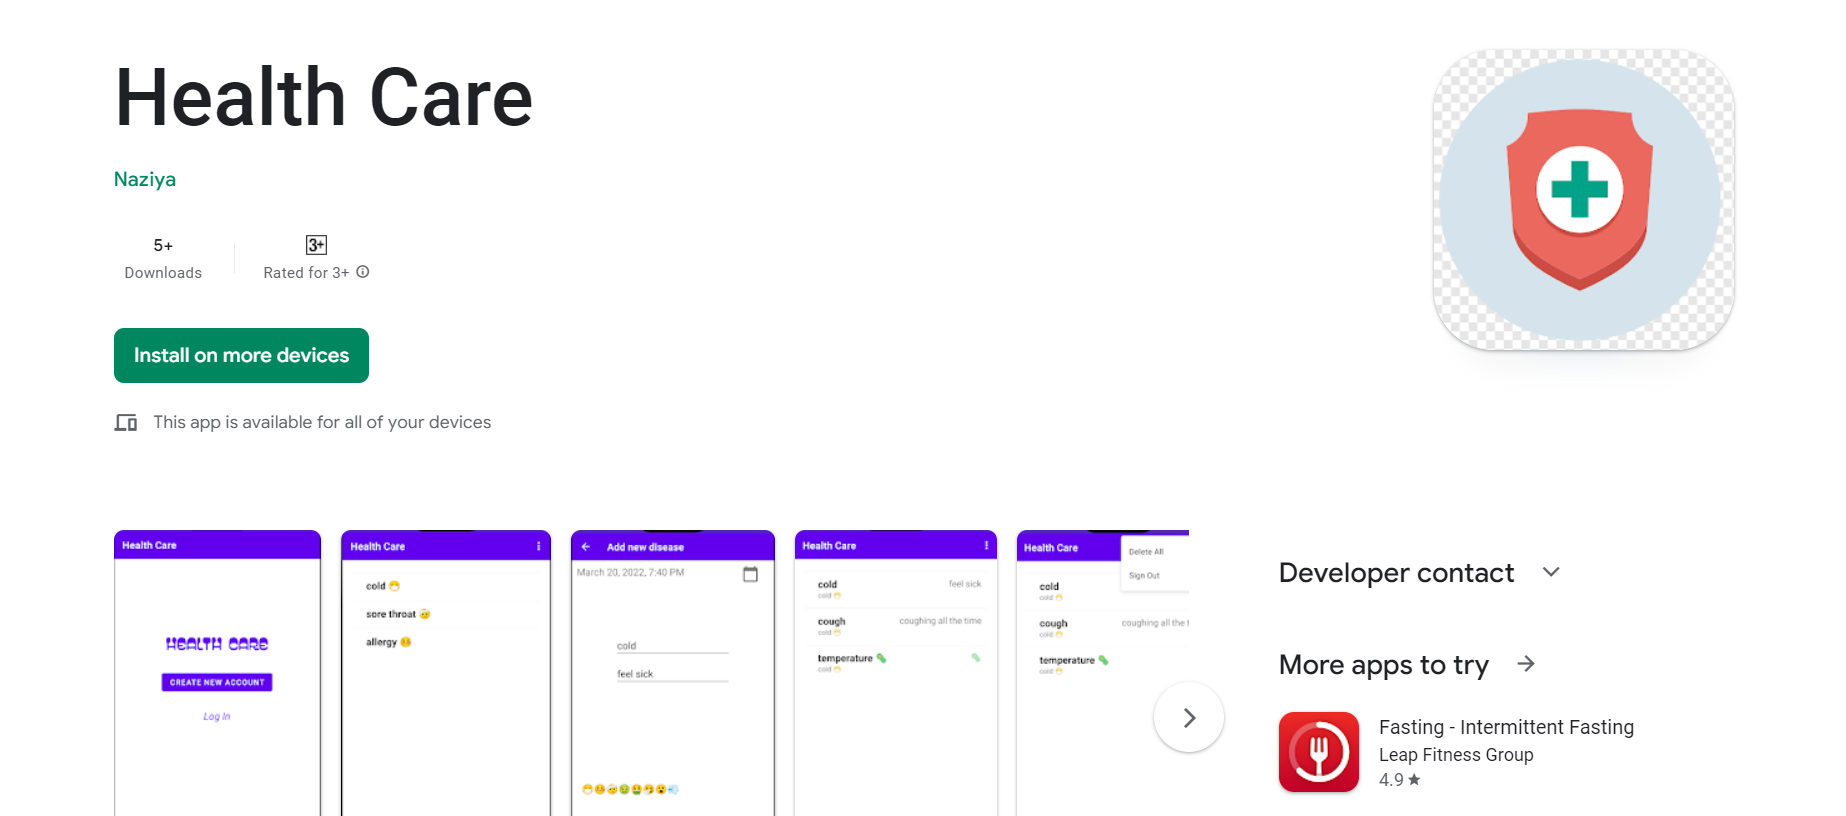 Health Care
Naziya
5+
Downloads
3+
Rated for 3+
Install on more devices
This app is available for all of your devices
Health Care
HEALTH CARE
CREATE NEW ACCOUNT
Log In
Health Care
cold 😷
sore throat 🤕
allergy 🤒
Add new disease
March 20, 2022, 7:40 PM
cold
feel sick
Health Care
cold
feel sick
cold 😷
cough
coughing all the time
cold 😷
temperature 🦠
cold 😷
Health Care
Delete All
Sign Out
cold
cold 😷
cough
coughing all the t
cold 😷
temperature 🦠
cold 😷
Developer contact
More apps to try
Fasting - Intermittent Fasting
Leap Fitness Group
4.9 ★